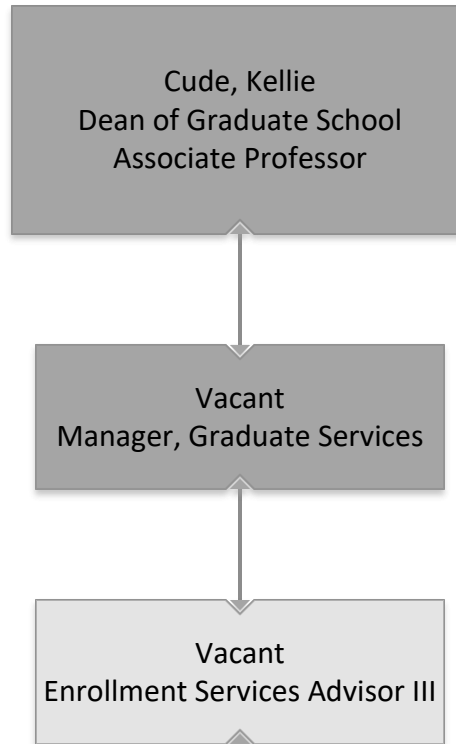 Cude, Kellie
Dean of Graduate School
Associate Professor
Vacant
Manager, Graduate Services
Vacant
Enrollment Services Advisor III